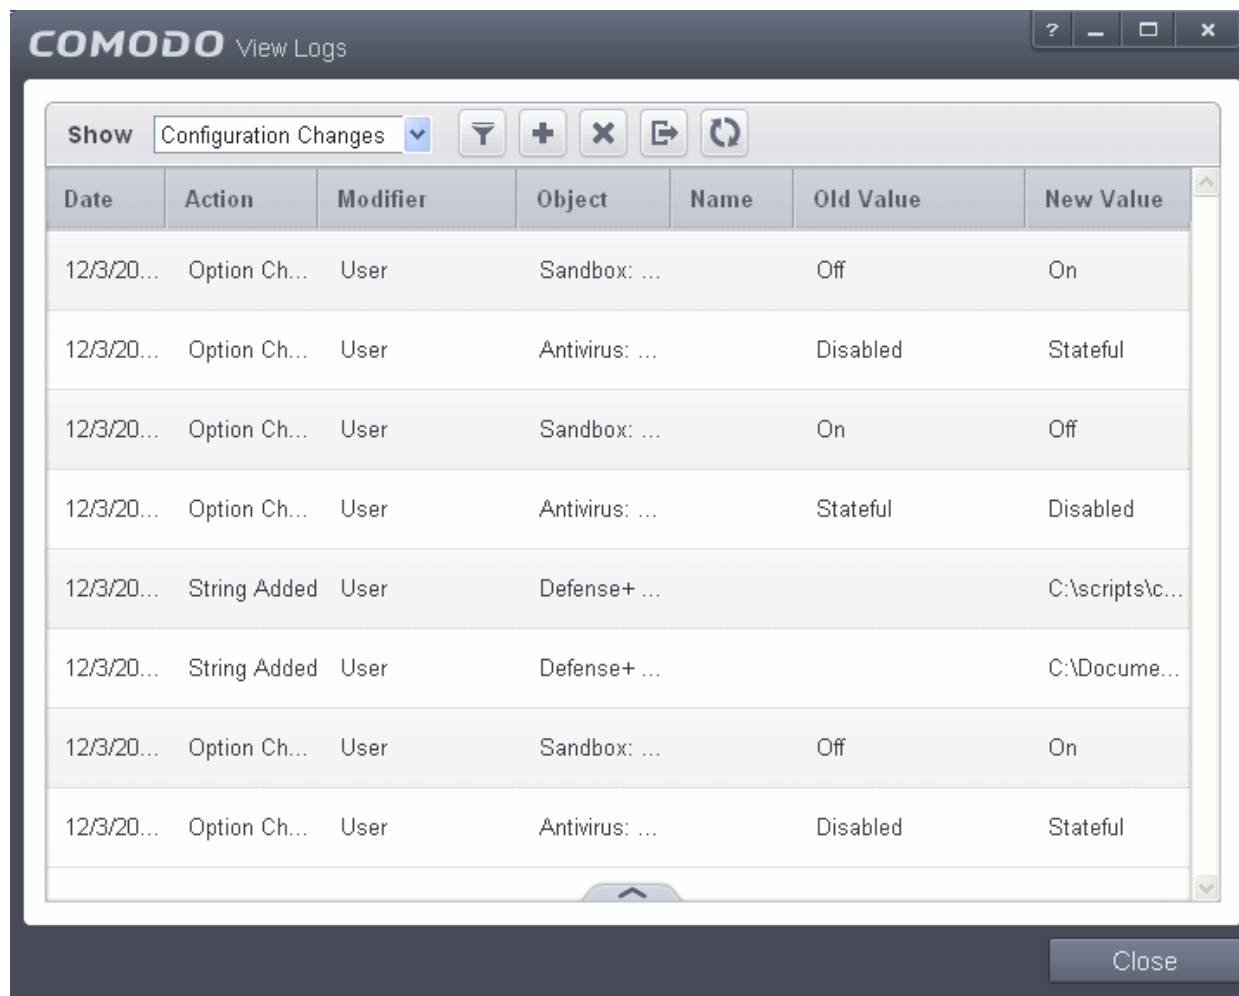 COMODO View Logs
?
Show Configuration Changes
Date Action Modifier Object Name Old Value New Value
12/3/20... Option Ch... User Sandbox: ... Off On
12/3/20... Option Ch... User Antivirus: ... Disabled Stateful
12/3/20... Option Ch... User Sandbox: ... On Off
12/3/20... Option Ch... User Antivirus: ... Stateful Disabled
12/3/20... String Added User Defense+ ... C:\scripts\c...
12/3/20... String Added User Defense+ ... C:\Docume...
12/3/20... Option Ch... User Sandbox: ... Off On
12/3/20... Option Ch... User Antivirus: ... Disabled Stateful
Close